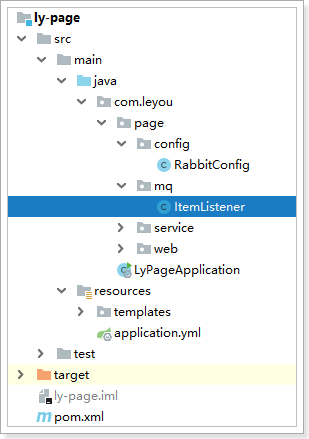 ly-page
src
main
java
com.leyou
page
config
RabbitConfig
mq
ItemListener
service
web
LyPageApplication
resources
templates
application.yml
test
target
ly-page.iml
pom.xml